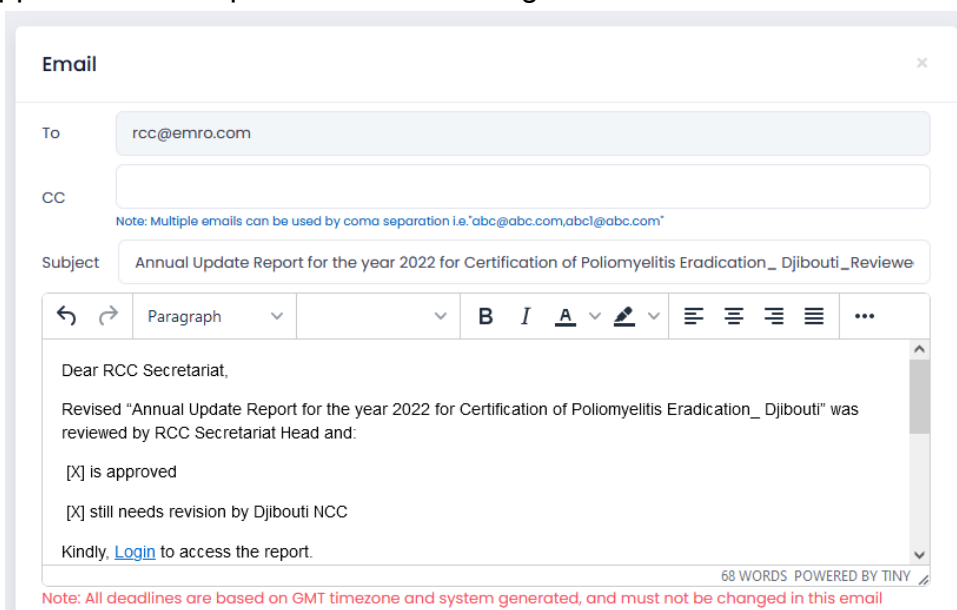 Email
×
To
rcc@emro.com
CC
Note: Multiple emails can be used by coma separation i.e."abc@abc.com,abc1@abc.com"
Subject
Annual Update Report for the year 2022 for Certification of Poliomyelitis Eradication_ Djibouti_Reviewe
Paragraph
B I A
Dear RCC Secretariat,
Revised “Annual Update Report for the year 2022 for Certification of Poliomyelitis Eradication_ Djibouti” was
reviewed by RCC Secretariat Head and:
[X] is approved
[X] still needs revision by Djibouti NCC
Kindly, Login to access the report.
68 WORDS POWERED BY TINY
Note: All deadlines are based on GMT timezone and system generated, and must not be changed in this email